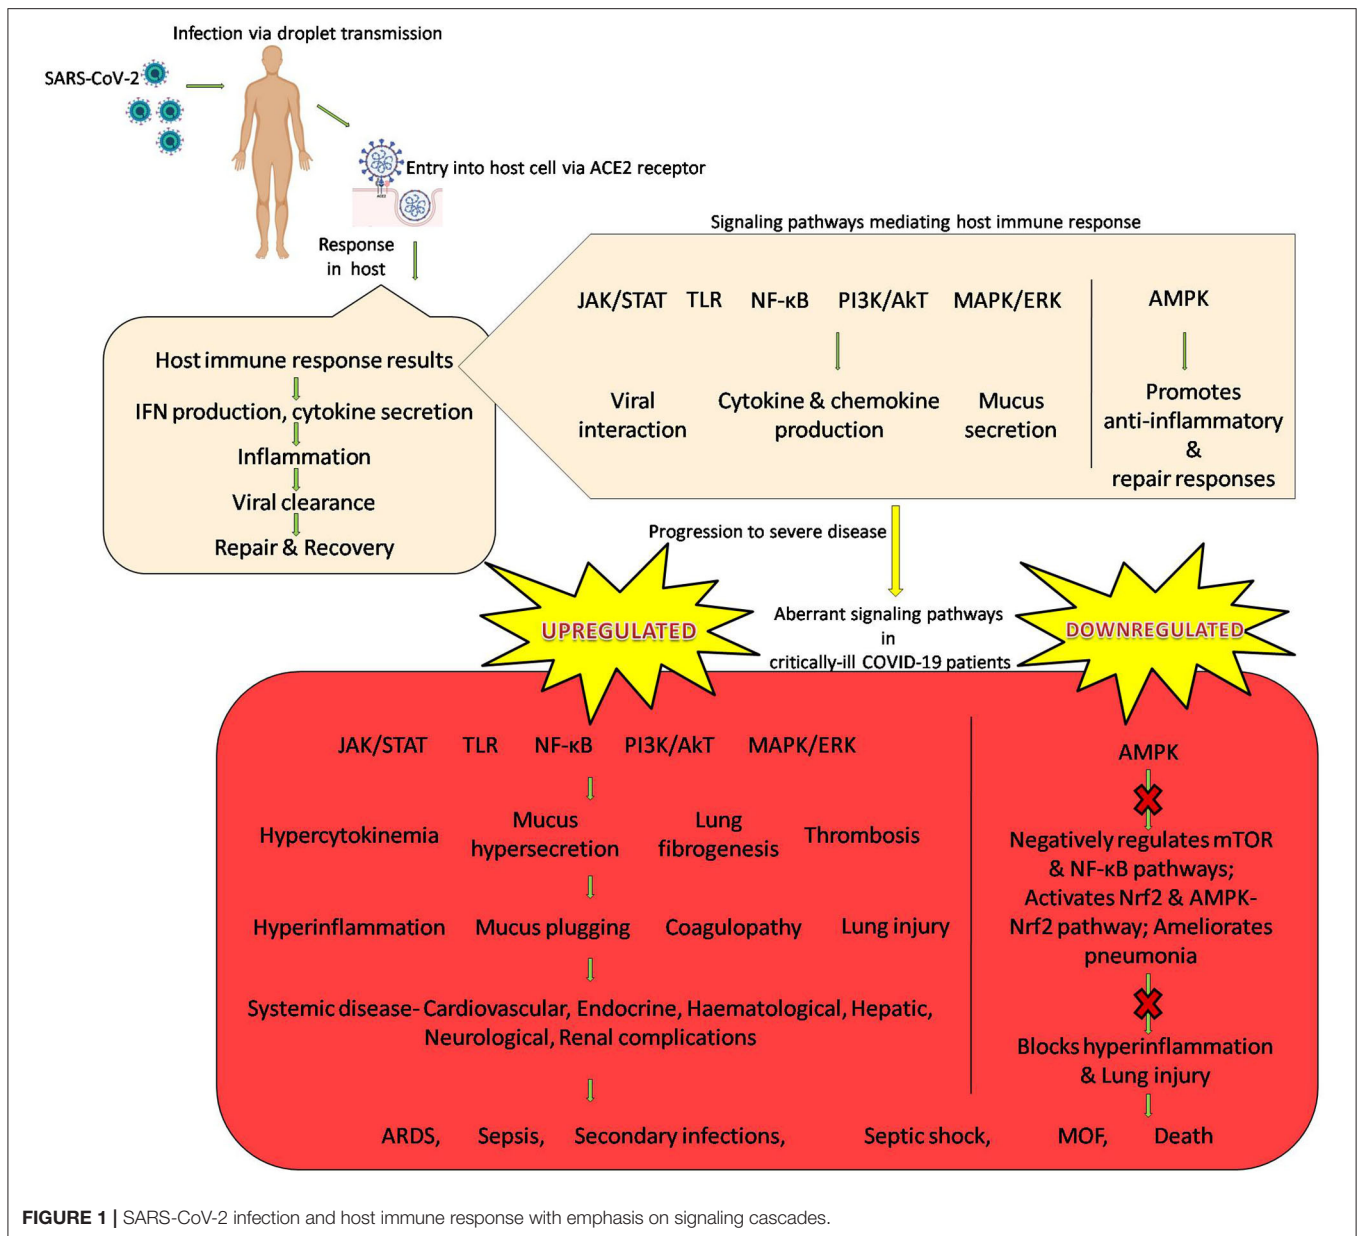 Infection via droplet transmission
SARS-CoV-2
Entry into host cell via ACE2 receptor
ACE2
Response
in host
Signaling pathways mediating host immune response
JAK/STAT TLR NF-κB PI3K/AkT MAPK/ERK AMPK
Viral
interaction
Cytokine & chemokine
production
Mucus
secretion
Promotes
anti-inflammatory
&
repair responses
Host immune response results
IFN production, cytokine secretion
Inflammation
Viral clearance
Repair & Recovery
Progression to severe disease
Aberrant signaling pathways
in
critically-ill COVID-19 patients
UPREGULATED
DOWNREGULATED
JAK/STAT TLR NF-κB PI3K/AkT MAPK/ERK
Hypercytokinemia
Mucus
hypersecretion
Lung
fibrogenesis
Thrombosis
Hyperinflammation Mucus plugging Coagulopathy Lung injury
Systemic disease- Cardiovascular, Endocrine, Haematological, Hepatic,
Neurological, Renal complications
AMPK
Negatively regulates mTOR
& NF-κB pathways;
Activates Nrf2 & AMPK-
Nrf2 pathway; Ameliorates
pneumonia
Blocks hyperinflammation
& Lung injury
ARDS, Sepsis, Secondary infections, Septic shock, MOF, Death
FIGURE 1 | SARS-CoV-2 infection and host immune response with emphasis on signaling cascades.